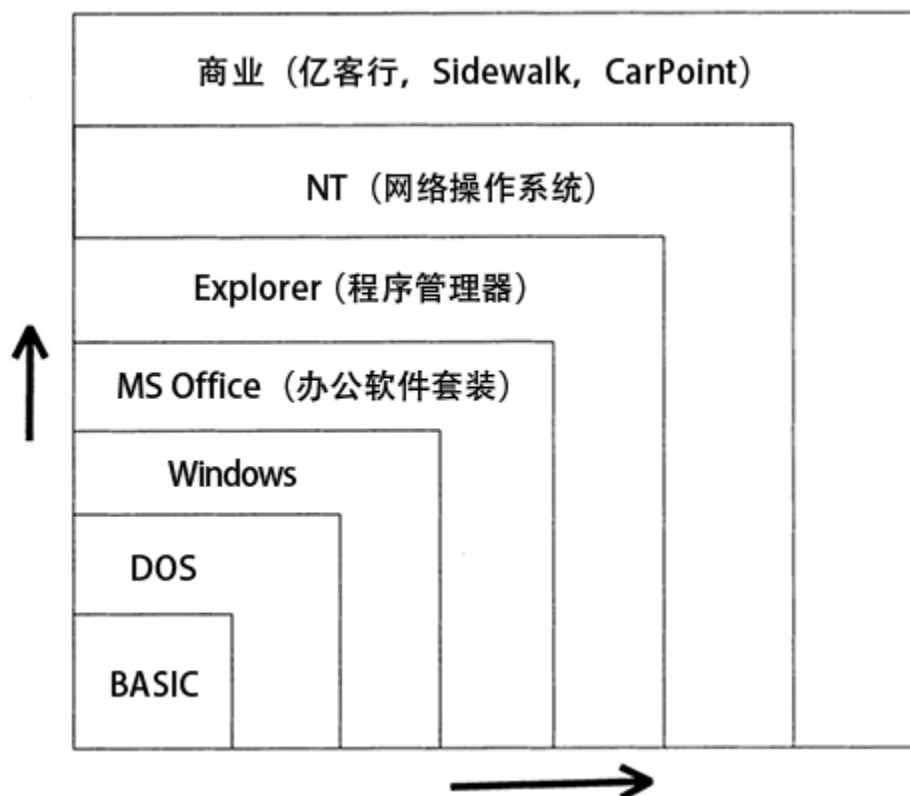 商业（亿客行，Sidewalk，CarPoint）
NT（网络操作系统）
Explorer（程序管理器）
MS Office（办公软件套装）
Windows
DOS
BASIC